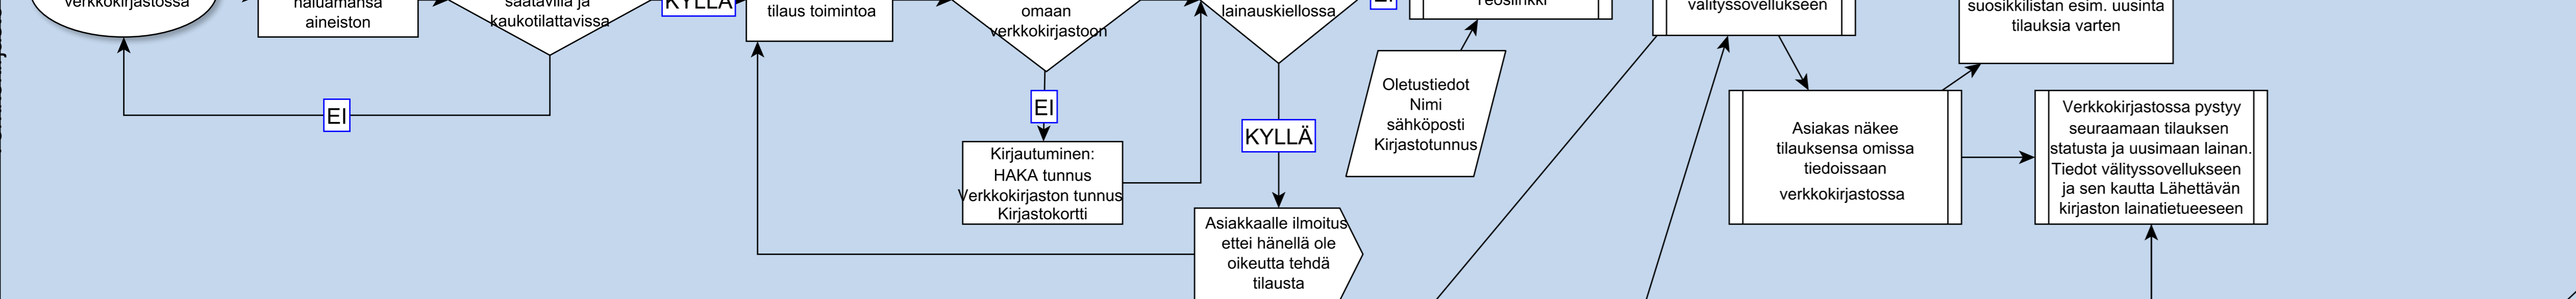 verkkokirjastossa
haluamansa
aineiston
saatavilla ja
kaukotilattavissa
EI
KYLLÄ
tilaus toimintoa
omaan
verkkokirjastoon
EI
Kirjautuminen:
HAKA tunnus
Verkkokirjaston tunnus
Kirjastokortti
lainauskiellossa
KYLLÄ
Asiakkaalle ilmoitus
ettei hänellä ole
oikeutta tehdä
tilausta
EI
Oletustiedot
Nimi
sähköposti
Kirjastotunnus
välityssovellukseen
Asiakas näkee
tilauksensa omissa
tiedoissaan
verkkokirjastossa
suosikkilistan esim. uusinta
tilauksia varten
Verkkokirjastossa pystyy
seuraamaan tilauksen
statusta ja uusimaan lainan.
Tiedot välityssovellukseen
ja sen kautta Lähettävän
kirjaston lainatietueeseen